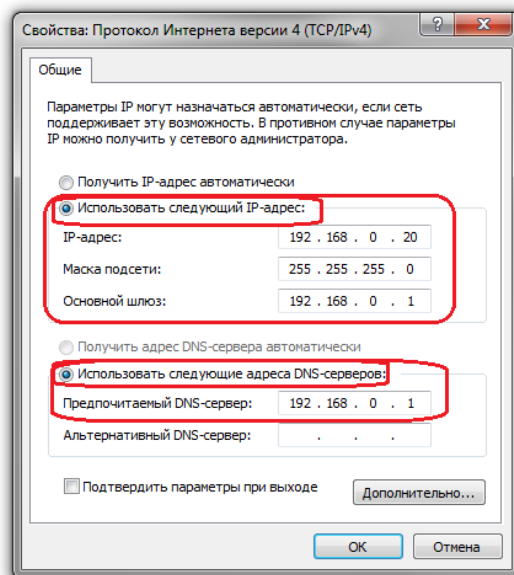 Свойства: Протокол Интернета версии 4 (TCP/IPv4)
Общие
Параметры IP могут назначаться автоматически, если сеть
поддерживает эту возможность. В противном случае параметры
IP можно получить у сетевого администратора.
Получить IP-адрес автоматически
Использовать следующий IP-адрес:
IP-адрес: 192 . 168 . 0 . 20
Маска подсети: 255 . 255 . 255 . 0
Основной шлюз: 192 . 168 . 0 . 1
Получить адрес DNS-сервера автоматически
Использовать следующие адреса DNS-серверов:
Предпочитаемый DNS-сервер: 192 . 168 . 0 . 1
Альтернативный DNS-сервер: . . .
Подтвердить параметры при выходе
Дополнительно...
ОК Отмена